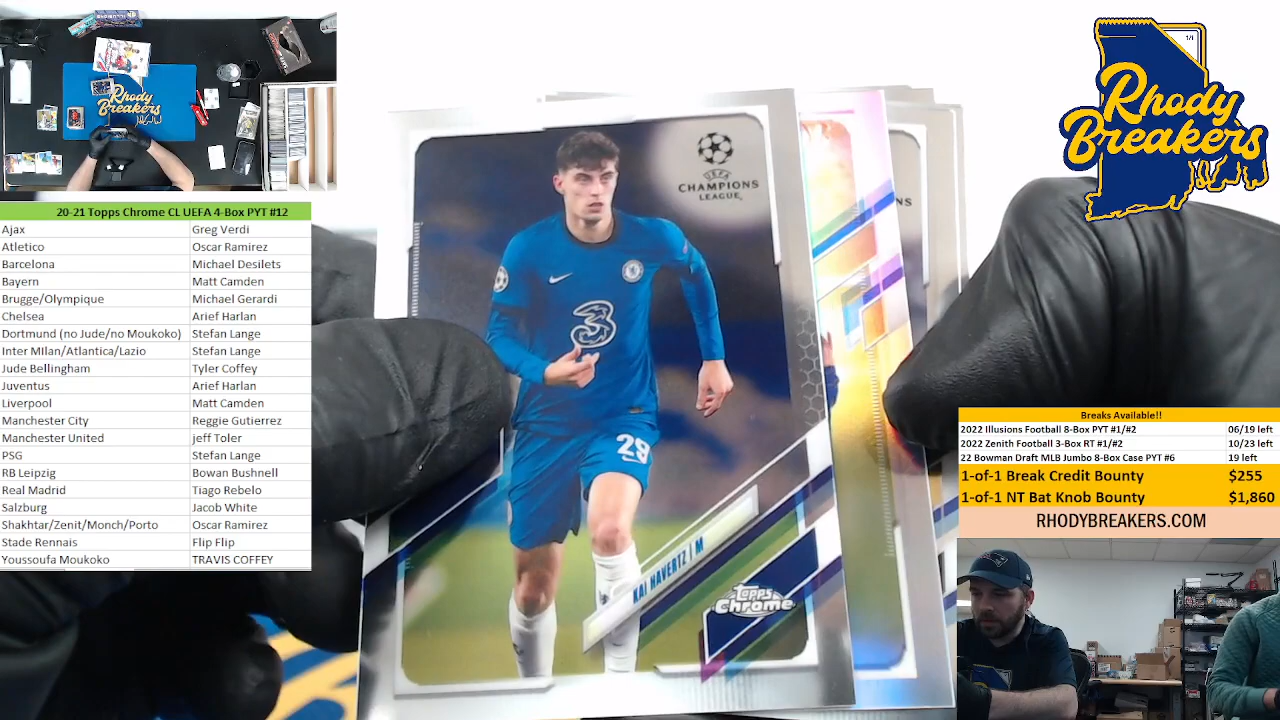 Rhody
Breakers
20-21 Topps Chrome CL UEFA 4-Box PYT #12
Ajax Greg Verdi
Atletico Oscar Ramirez
Barcelona Michael Desilets
Bayern Matt Camden
Brugge/Olympique Michael Gerardi
Chelsea Arief Harlan
Dortmund (no Jude/no Moukoko) Stefan Lange
Inter MIlan/Atlantica/Lazio Stefan Lange
Jude Bellingham Tyler Coffey
Juventus Arief Harlan
Liverpool Matt Camden
Manchester City Reggie Gutierrez
Manchester United jeff Toler
PSG Stefan Lange
RB Leipzig Bowan Bushnell
Real Madrid Tiago Rebelo
Salzburg Jacob White
Shakhtar/Zenit/Monch/Porto Oscar Ramirez
Stade Rennais Flip Flip
Youssoufa Moukoko TRAVIS COFFEY
UEFA
CHAMPIONS
LEAGUE
3
29
KAI HAVERTZ | M
Topps
Chrome
NS
1/1
Rhody
Breakers
Breaks Available!!
2022 Illusions Football 8-Box PYT #1/#2 06/19 left
2022 Zenith Football 3-Box RT #1/#2 10/23 left
22 Bowman Draft MLB Jumbo 8-Box Case PYT #6 19 left
1-of-1 Break Credit Bounty $255
1-of-1 NT Bat Knob Bounty $1,860
RHODYBREAKERS.COM